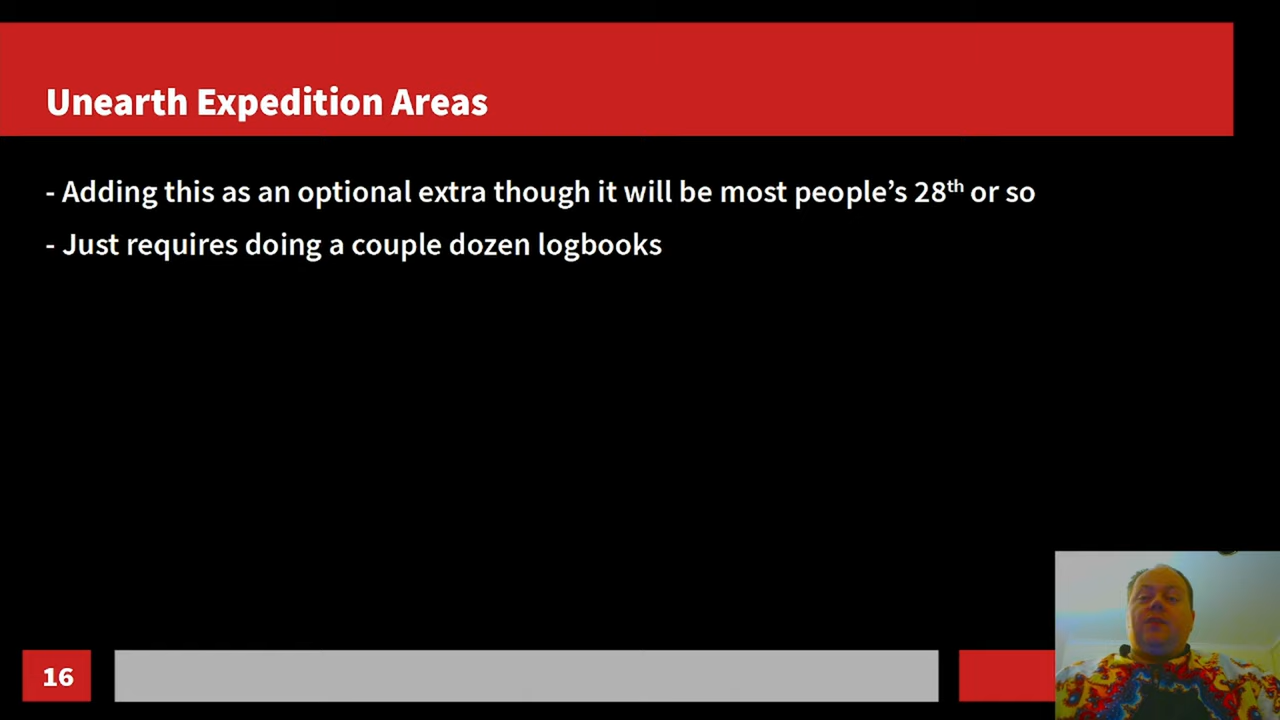 Unearth Expedition Areas
- Adding this as an optional extra though it will be most people’s 28th or so
- Just requires doing a couple dozen logbooks
16